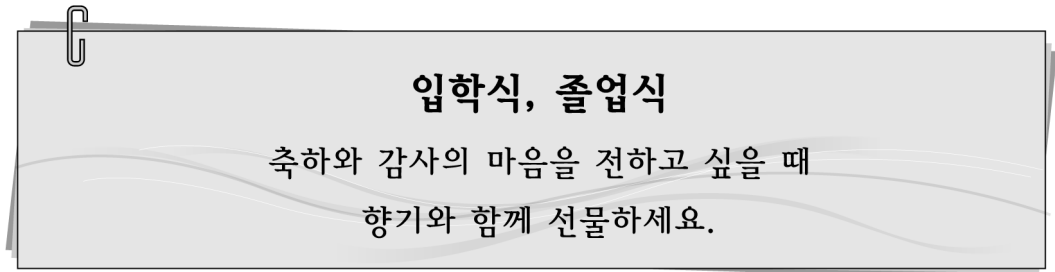 입학식, 졸업식
축하와 감사의 마음을 전하고 싶을 때
향기와 함께 선물하세요.